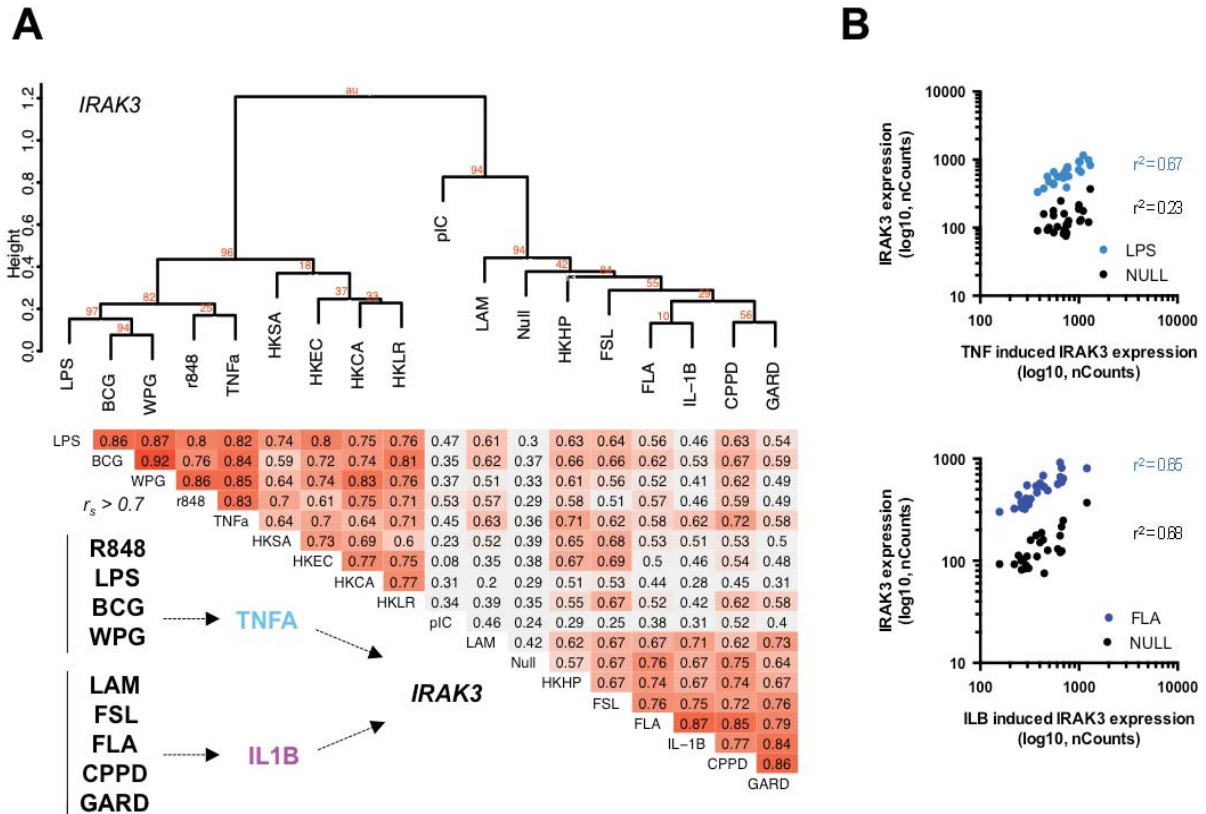 A
B
IRAK3
au
Height
1.2
1.0
0.8
0.6
0.4
0.2
0.0
94
96
94
42
84
18
55
37
33
29
82
97
94
29
10
56
LPS
BCG
WPG
r848
TNFa
HKSA
HKEC
HKCA
HKLR
pIC
LAM
Null
HKHP
FSL
FLA
IL-1B
CPPD
GARD
LPS 0.86 0.87 0.8 0.82 0.74 0.8 0.75 0.76 0.47 0.61 0.3 0.63 0.64 0.56 0.46 0.63 0.54
BCG 0.92 0.76 0.84 0.59 0.72 0.74 0.81 0.35 0.62 0.37 0.66 0.66 0.62 0.53 0.67 0.59
WPG 0.86 0.85 0.64 0.74 0.83 0.76 0.37 0.51 0.33 0.61 0.56 0.52 0.41 0.62 0.49
r848 0.83 0.7 0.61 0.75 0.71 0.53 0.57 0.29 0.58 0.51 0.57 0.46 0.59 0.49
TNFa 0.64 0.7 0.64 0.71 0.45 0.63 0.36 0.71 0.62 0.58 0.62 0.72 0.58
HKSA 0.73 0.69 0.6 0.23 0.52 0.39 0.65 0.68 0.53 0.51 0.53 0.5
HKEC 0.77 0.75 0.08 0.35 0.38 0.67 0.69 0.5 0.46 0.54 0.48
HKCA 0.77 0.31 0.2 0.29 0.51 0.53 0.44 0.28 0.45 0.31
HKLR 0.34 0.39 0.35 0.55 0.67 0.52 0.42 0.62 0.58
pIC 0.46 0.24 0.29 0.25 0.38 0.31 0.52 0.4
LAM 0.42 0.62 0.67 0.67 0.71 0.62 0.73
Null 0.57 0.67 0.76 0.67 0.75 0.64
HKHP 0.67 0.74 0.67 0.74 0.67
FSL 0.76 0.75 0.72 0.76
FLA 0.87 0.85 0.79
IL-1B 0.77 0.84
CPPD 0.86
GARD
rs > 0.7
R848
LPS
BCG
WPG
TNFA
LAM
FSL
FLA
CPPD
GARD
IL1B
IRAK3
IRAK3 expression
(log10, nCounts)
10000
1000
100
10
r²=0.67
r²=0.23
LPS
NULL
100 1000 10000
TNF induced IRAK3 expression
(log10, nCounts)
IRAK3 expression
(log10, nCounts)
1000
100
10
r²=0.65
r²=0.68
FLA
NULL
100 1000 10000
ILB induced IRAK3 expression
(log10, nCounts)